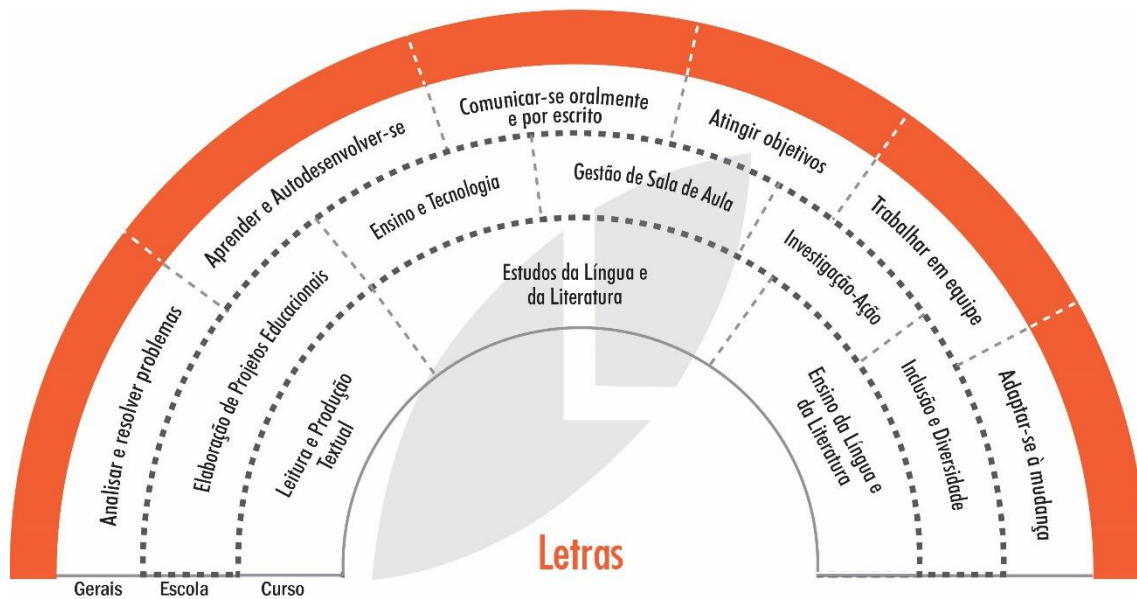 Analisar e resolver problemas
Aprender e Autodesenvolver-se
Comunicar-se oralmente
e por escrito
Atingir objetivos
Trabalhar em equipe
Adaptar-se à mudança
Elaboração de Projetos Educacionais
Ensino e Tecnologia
Gestão de Sala de Aula
Investigação-Ação
Inclusão e Diversidade
Leitura e Produção
Textual
Estudos da Língua e
da Literatura
Ensino da Língua e
da Literatura
Letras
Gerais
Escola
Curso